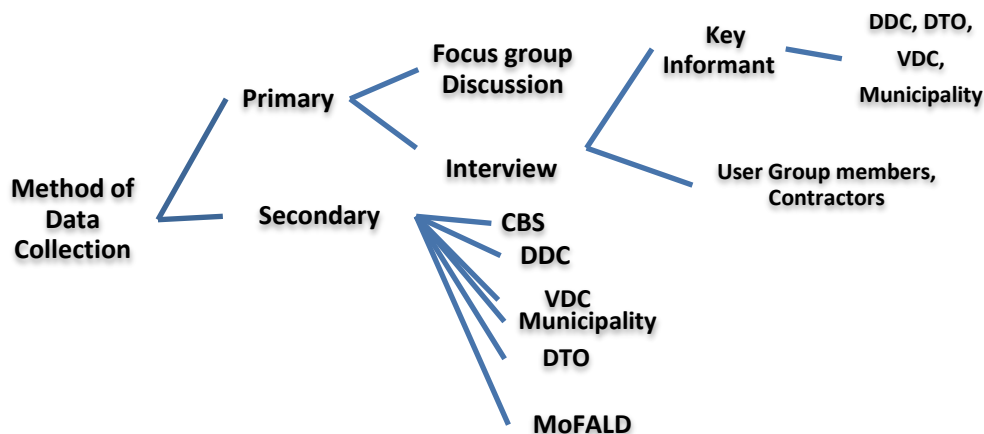 Method of
Data
Collection
Primary
Secondary
Focus group
Discussion
Interview
Key
Informant
DDC, DTO,
VDC,
Municipality
User Group members,
Contractors
CBS
DDC
VDC
Municipality
DTO
MoFALD